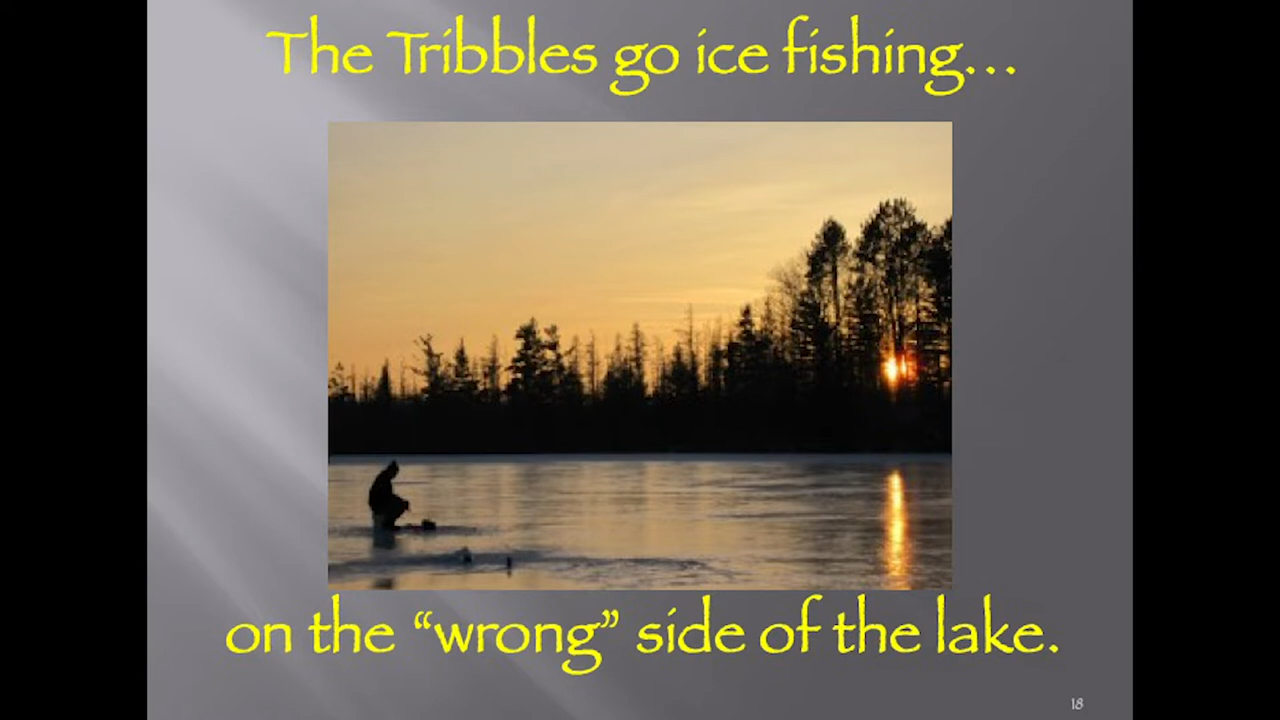 The Tribbles go ice fishing...
on the “wrong” side of the lake.
18